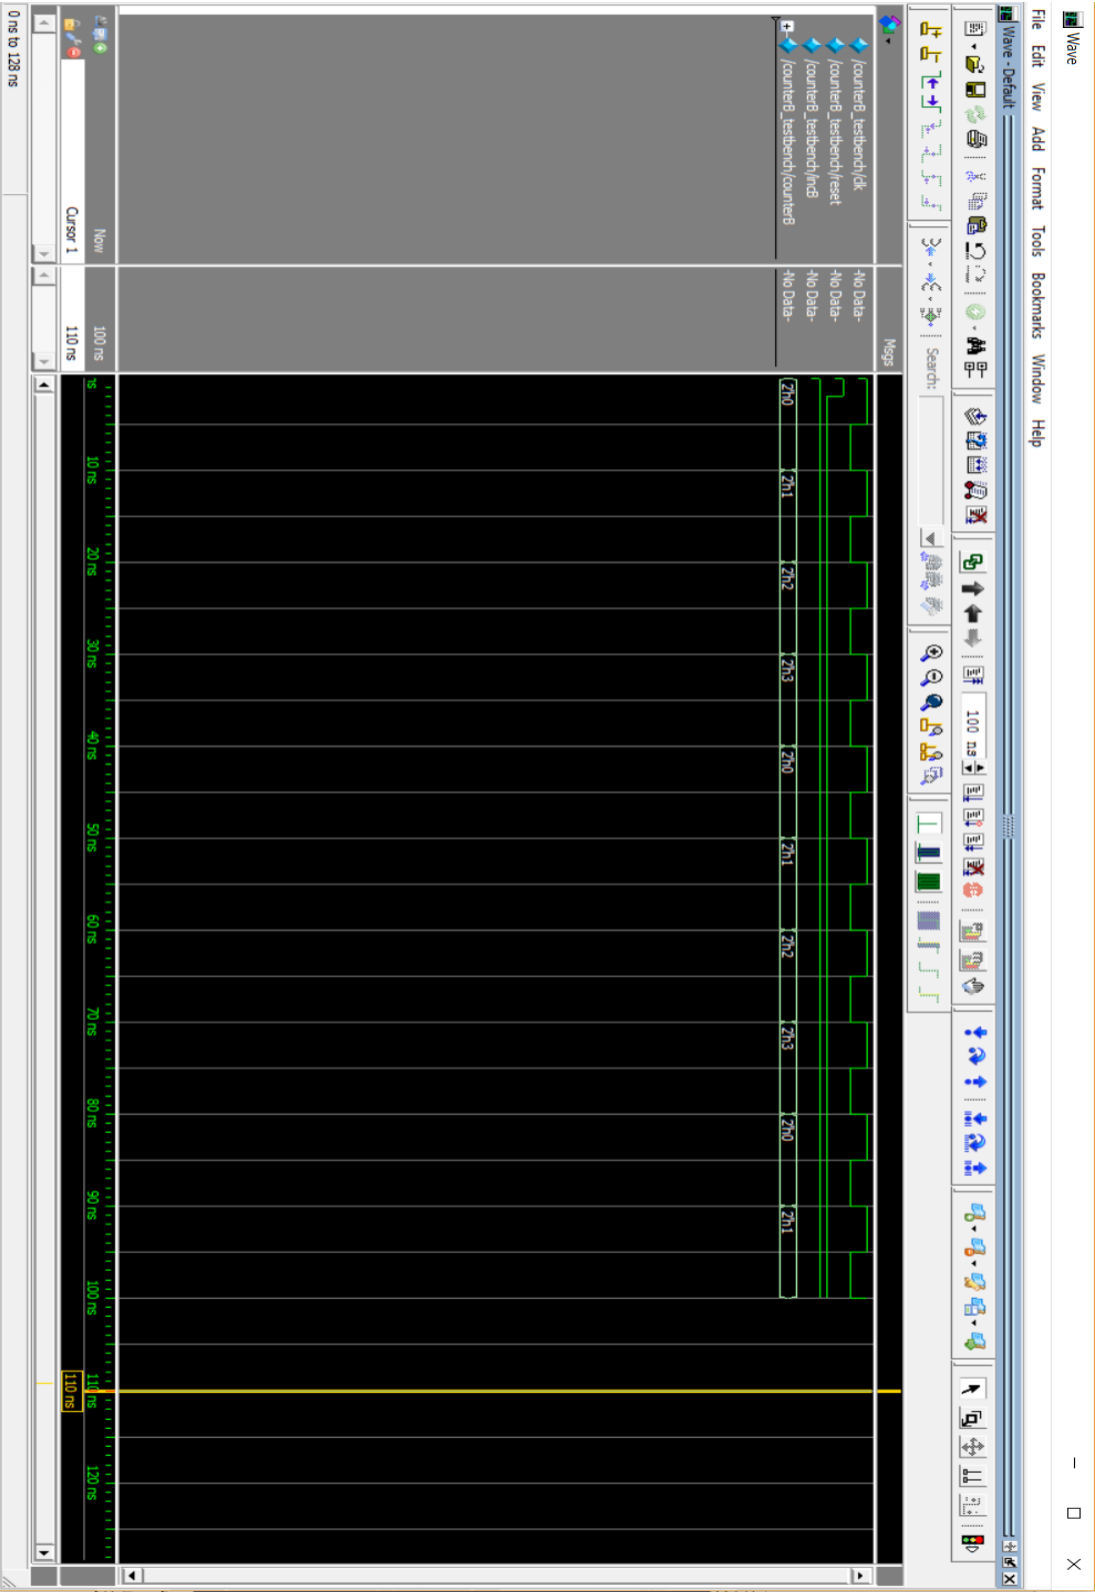 Wave
File Edit View Add Format Tools Bookmarks Window Help
Wave - Default
100 ns
Search:
Msgs
/counterB_testbench/clk -No Data-
/counterB_testbench/reset -No Data-
/counterB_testbench/incB -No Data-
/counterB_testbench/counterB -No Data- 2'h0 2'h1 2'h2 2'h3 2'h0 2'h1 2'h2 2'h3 2'h0 2'h1
Now 100 ns ns 10 ns 20 ns 30 ns 40 ns 50 ns 60 ns 70 ns 80 ns 90 ns 100 ns 110 ns 120 ns
Cursor 1 110 ns 110 ns
0 ns to 128 ns